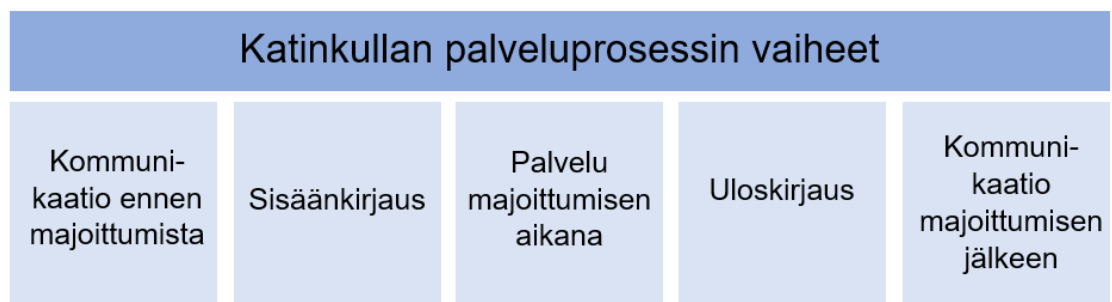 Katinkullan palveluprosessin vaiheet
Kommuni-
kaatio ennen
majoittumista
Sisäänkirjaus
Palvelu
majoittumisen
aikana
Uloskirjaus
Kommuni-
kaatio
majoittumisen
jälkeen